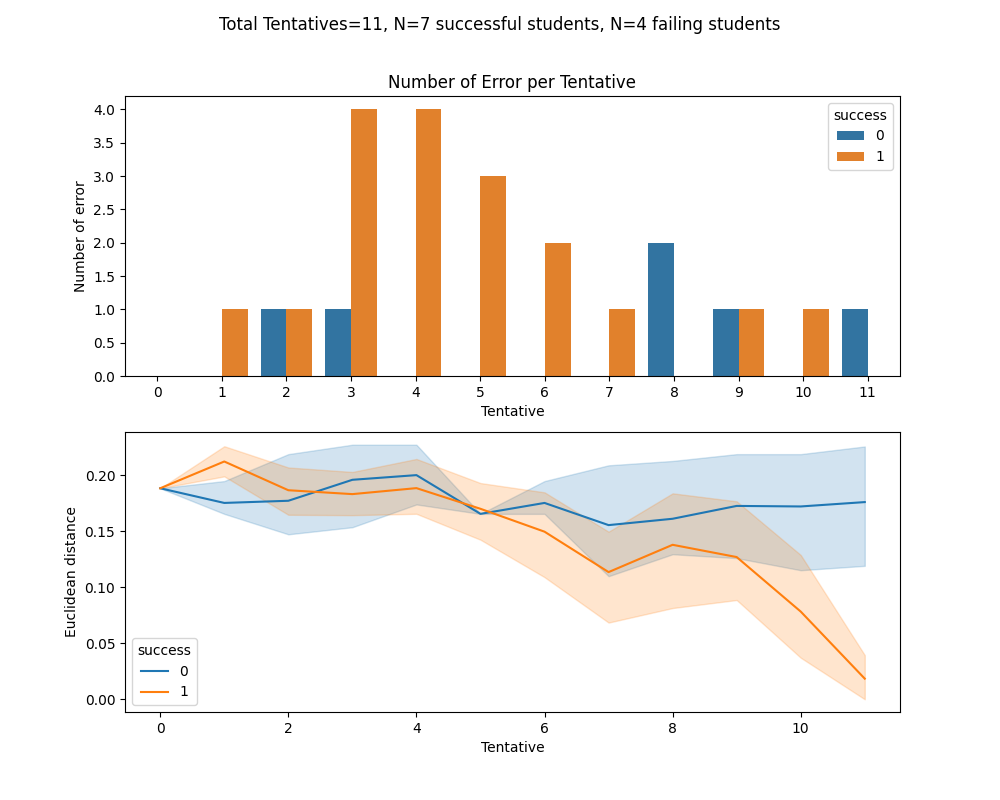 Total Tentatives=11, N=7 successful students, N=4 failing students
Number of Error per Tentative
4.0
3.5
3.0
2.5
2.0
1.5
1.0
0.5
0.0
Number of error
success
0
1
0 1 2 3 4 5 6 7 8 9 10 11
Tentative
0.20
0.15
0.10
0.05
0.00
Euclidean distance
success
0
1
0 2 4 6 8 10
Tentative